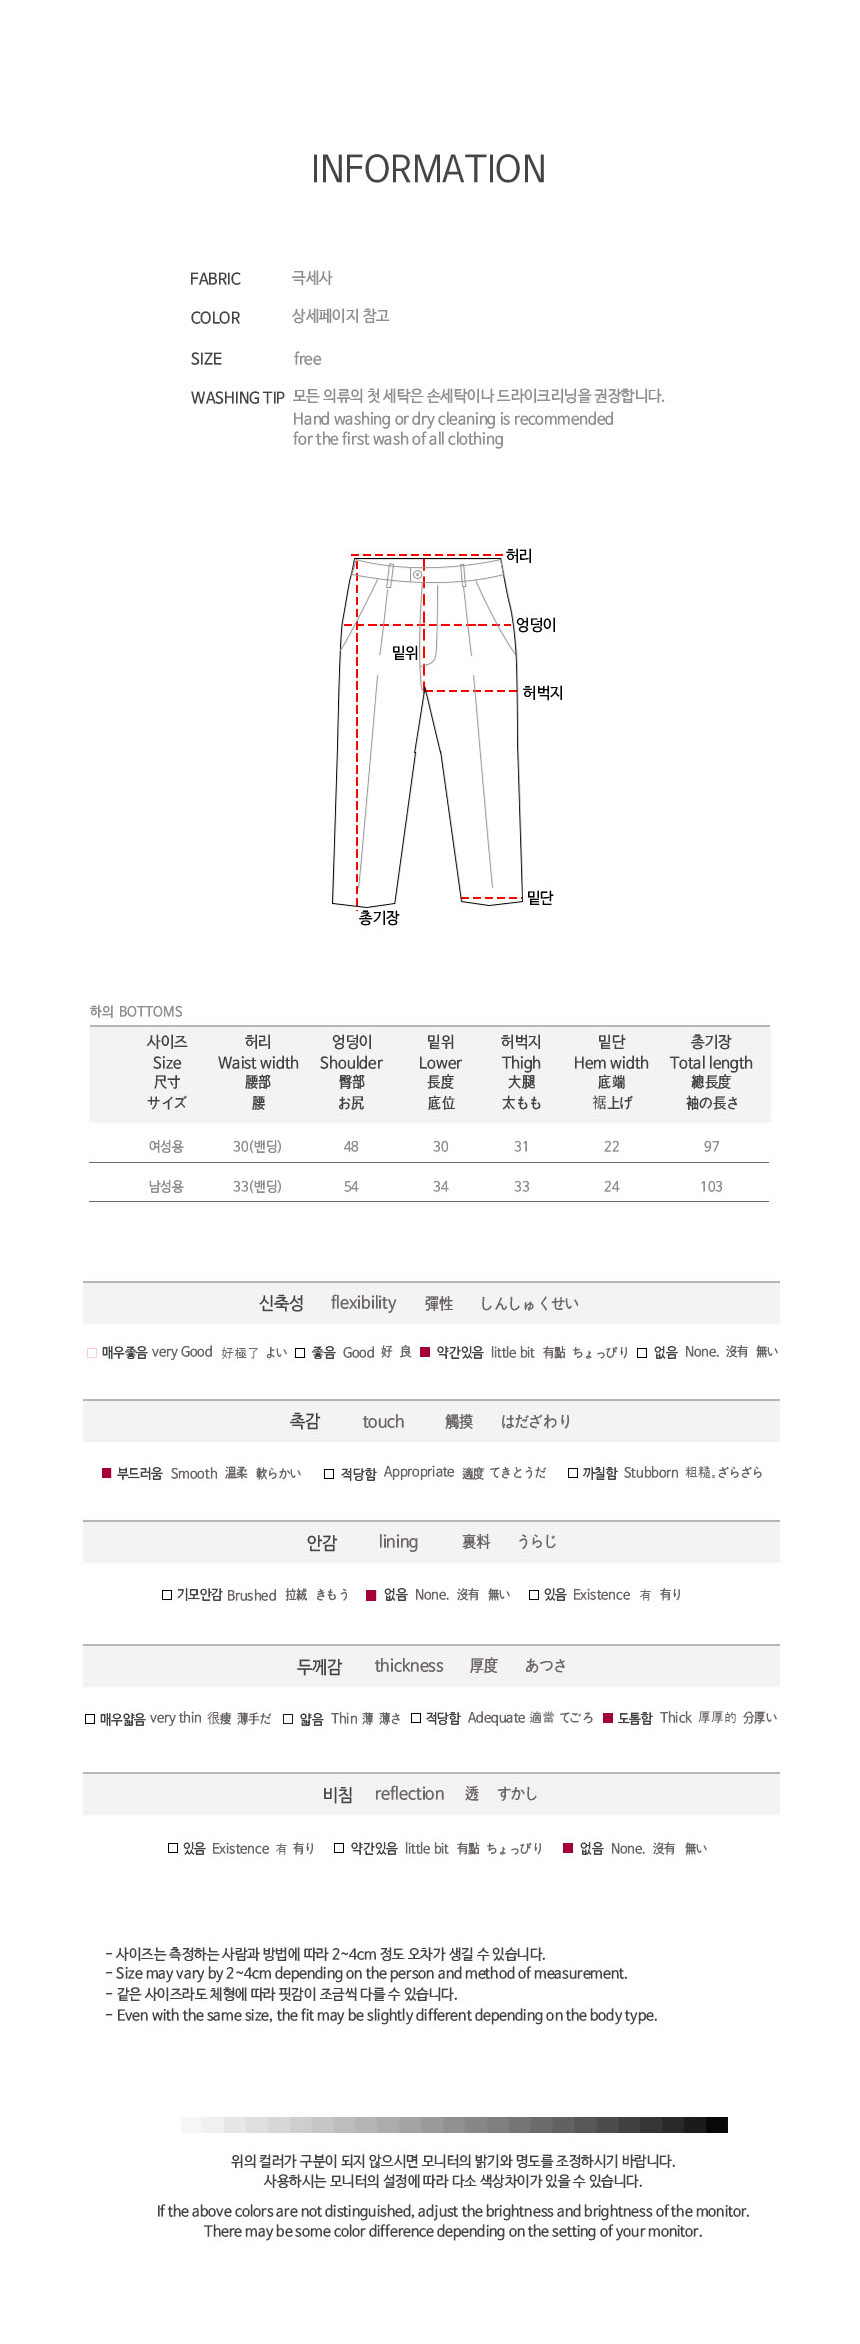 INFORMATION
FABRIC 극세사
COLOR 상세페이지 참고
SIZE free
WASHING TIP 모든 의류의 첫 세탁은 손세탁이나 드라이크리닝을 권장합니다.
Hand washing or dry cleaning is recommended
for the first wash of all clothing
허리
엉덩이
밑위
허벅지
밑단
총기장
하의 BOTTOMS
사이즈 허리 엉덩이 밑위 허벅지 밑단 총기장
Size Waist width Shoulder Lower Thigh Hem width Total length
尺寸 腰部 臀部 長度 大腿 底端 總長度
サイズ 腰 お尻 底位 太もも 裾上げ 袖の長さ
여성용 30(밴딩) 48 30 31 22 97
남성용 33(밴딩) 54 34 33 24 103
신축성 flexibility 彈性 しんしゅくせい
매우좋음 very Good 好極了 よい 좋음 Good 好 良 약간있음 little bit 有點 ちょっぴり 없음 None. 沒有 無い
촉감 touch 觸摸 はだざわり
부드러움 Smooth 溫柔 軟らかい 적당함 Appropriate 適度 てきとうだ 까칠함 Stubborn 粗糙。ざらざら
안감 lining 裏料 うらじ
기모안감 Brushed 拉絨 きもう 없음 None. 沒有 無い 있음 Existence 有 有り
두께감 thickness 厚度 あつさ
매우얇음 very thin 很瘦 薄手だ 얇음 Thin 薄 薄さ 적당함 Adequate 適當 てごろ 도톰함 Thick 厚厚的 分厚い
비침 reflection 透 すかし
있음 Existence 有 有り 약간있음 little bit 有點 ちょっぴり 없음 None. 沒有 無い
- 사이즈는 측정하는 사람과 방법에 따라 2~4cm 정도 오차가 생길 수 있습니다.
- Size may vary by 2~4cm depending on the person and method of measurement.
- 같은 사이즈라도 체형에 따라 핏감이 조금씩 다를 수 있습니다.
- Even with the same size, the fit may be slightly different depending on the body type.
위의 컬러가 구분이 되지 않으시면 모니터의 밝기와 명도를 조정하시기 바랍니다.
사용하시는 모니터의 설정에 따라 다소 색상차이가 있을 수 있습니다.
If the above colors are not distinguished, adjust the brightness and brightness of the monitor.
There may be some color difference depending on the setting of your monitor.